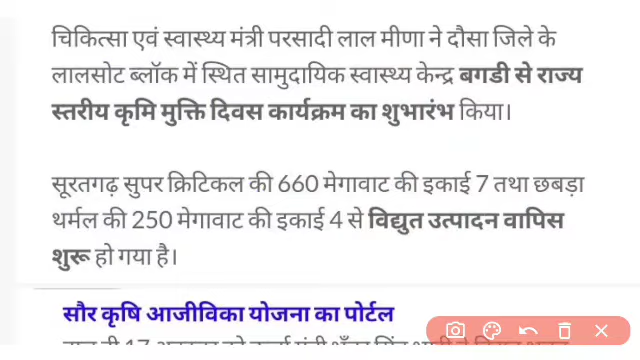 चिकित्सा एवं स्वास्थ्य मंत्री परसादी लाल मीणा ने दौसा जिले के
लालसोट ब्लॉक में स्थित सामुदायिक स्वास्थ्य केन्द्र बगडी से राज्य
स्तरीय कृमि मुक्ति दिवस कार्यक्रम का शुभारंभ किया।
सूरतगढ़ सुपर क्रिटिकल की 660 मेगावाट की इकाई 7 तथा छबड़ा
थर्मल की 250 मेगावाट की इकाई 4 से विद्युत उत्पादन वापिस
शुरू हो गया है।
सौर कृषि आजीविका योजना का पोर्टल